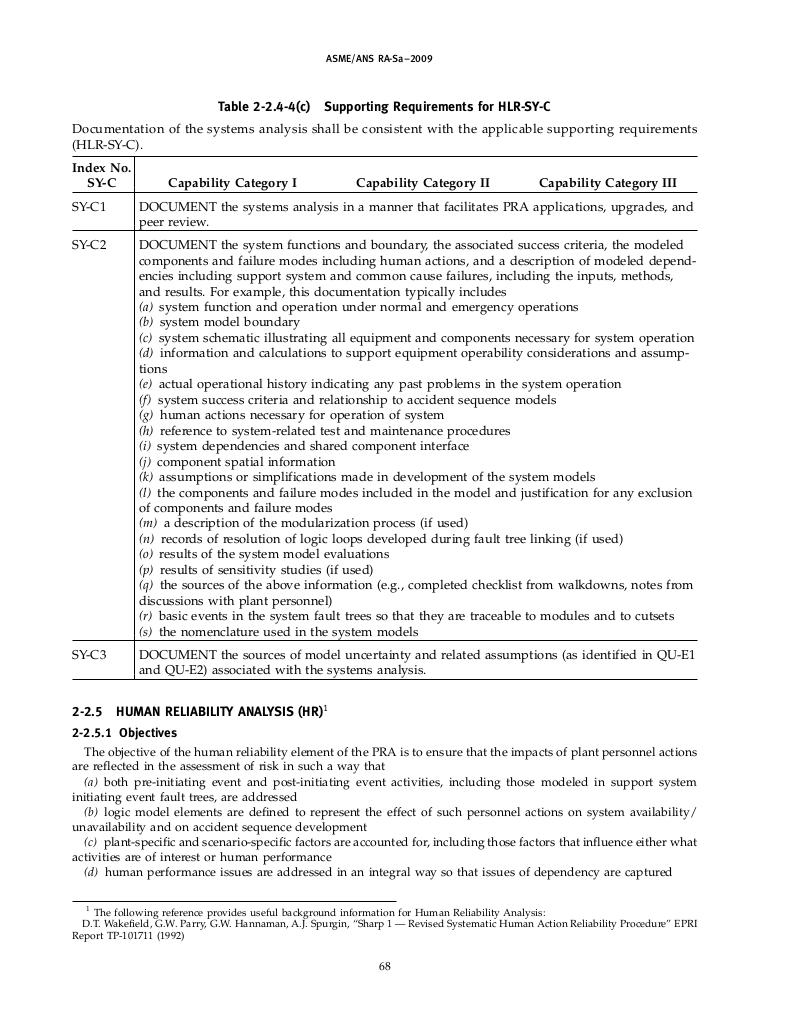 ASME/ANS RA-Sa–2009
Table 2-2.4-4(c) Supporting Requirements for HLR-SY-C
Documentation of the systems analysis shall be consistent with the applicable supporting requirements
(HLR-SY-C).
Index No.
SY-C Capability Category I Capability Category II Capability Category III
SY-C1 DOCUMENT the systems analysis in a manner that facilitates PRA applications, upgrades, and
peer review.
SY-C2 DOCUMENT the system functions and boundary, the associated success criteria, the modeled
components and failure modes including human actions, and a description of modeled depend-
encies including support system and common cause failures, including the inputs, methods,
and results. For example, this documentation typically includes
(a) system function and operation under normal and emergency operations
(b) system model boundary
(c) system schematic illustrating all equipment and components necessary for system operation
(d) information and calculations to support equipment operability considerations and assump-
tions
(e) actual operational history indicating any past problems in the system operation
(f) system success criteria and relationship to accident sequence models
(g) human actions necessary for operation of system
(h) reference to system-related test and maintenance procedures
(i) system dependencies and shared component interface
(j) component spatial information
(k) assumptions or simplifications made in development of the system models
(l) the components and failure modes included in the model and justification for any exclusion
of components and failure modes
(m) a description of the modularization process (if used)
(n) records of resolution of logic loops developed during fault tree linking (if used)
(o) results of the system model evaluations
(p) results of sensitivity studies (if used)
(q) the sources of the above information (e.g., completed checklist from walkdowns, notes from
discussions with plant personnel)
(r) basic events in the system fault trees so that they are traceable to modules and to cutsets
(s) the nomenclature used in the system models
SY-C3 DOCUMENT the sources of model uncertainty and related assumptions (as identified in QU-E1
and QU-E2) associated with the systems analysis.
2-2.5 HUMAN RELIABILITY ANALYSIS (HR)1
2-2.5.1 Objectives
The objective of the human reliability element of the PRA is to ensure that the impacts of plant personnel actions
are reflected in the assessment of risk in such a way that
(a) both pre-initiating event and post-initiating event activities, including those modeled in support system
initiating event fault trees, are addressed
(b) logic model elements are defined to represent the effect of such personnel actions on system availability/
unavailability and on accident sequence development
(c) plant-specific and scenario-specific factors are accounted for, including those factors that influence either what
activities are of interest or human performance
(d) human performance issues are addressed in an integral way so that issues of dependency are captured
1 The following reference provides useful background information for Human Reliability Analysis:
D.T. Wakefield, G.W. Parry, G.W. Hannaman, A.J. Spurgin, “Sharp 1 — Revised Systematic Human Action Reliability Procedure” EPRI
Report TP-101711 (1992)
68